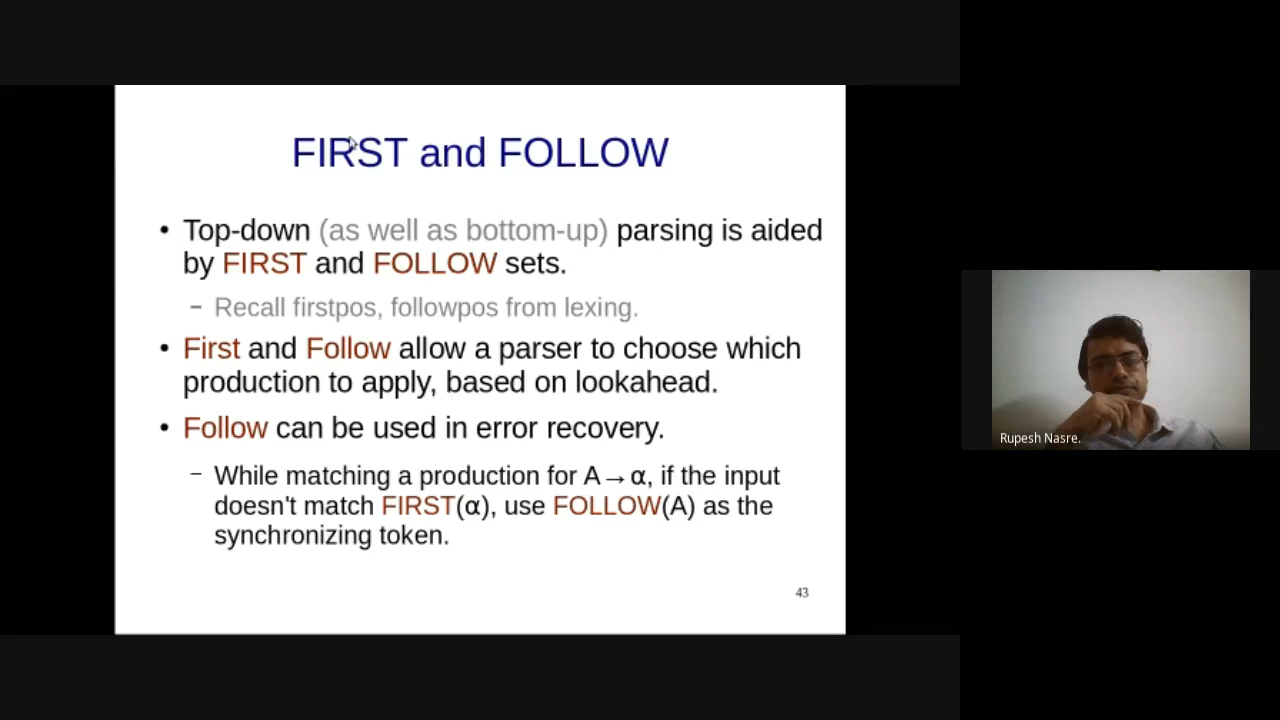 FIRST and FOLLOW
• Top-down (as well as bottom-up) parsing is aided
by FIRST and FOLLOW sets.
– Recall firstpos, followpos from lexing.
• First and Follow allow a parser to choose which
production to apply, based on lookahead.
• Follow can be used in error recovery.
– While matching a production for A→α, if the input
doesn't match FIRST(α), use FOLLOW(A) as the
synchronizing token.
43
Rupesh Nasre.